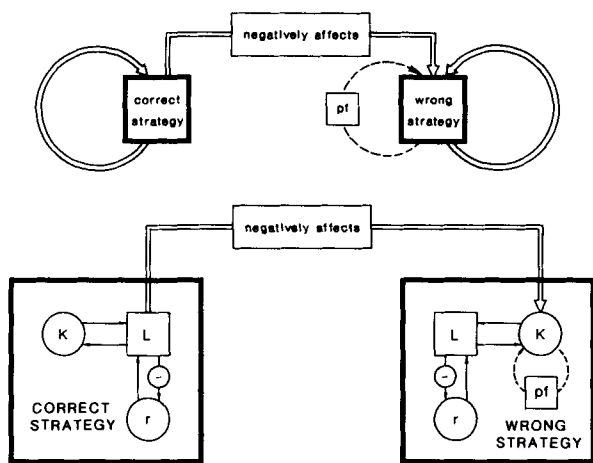 negatively affects
correct
strategy
pf
wrong
strategy
negatively affects
K
L
L
K
−
−
pf
r
r
CORRECT
STRATEGY
WRONG
STRATEGY